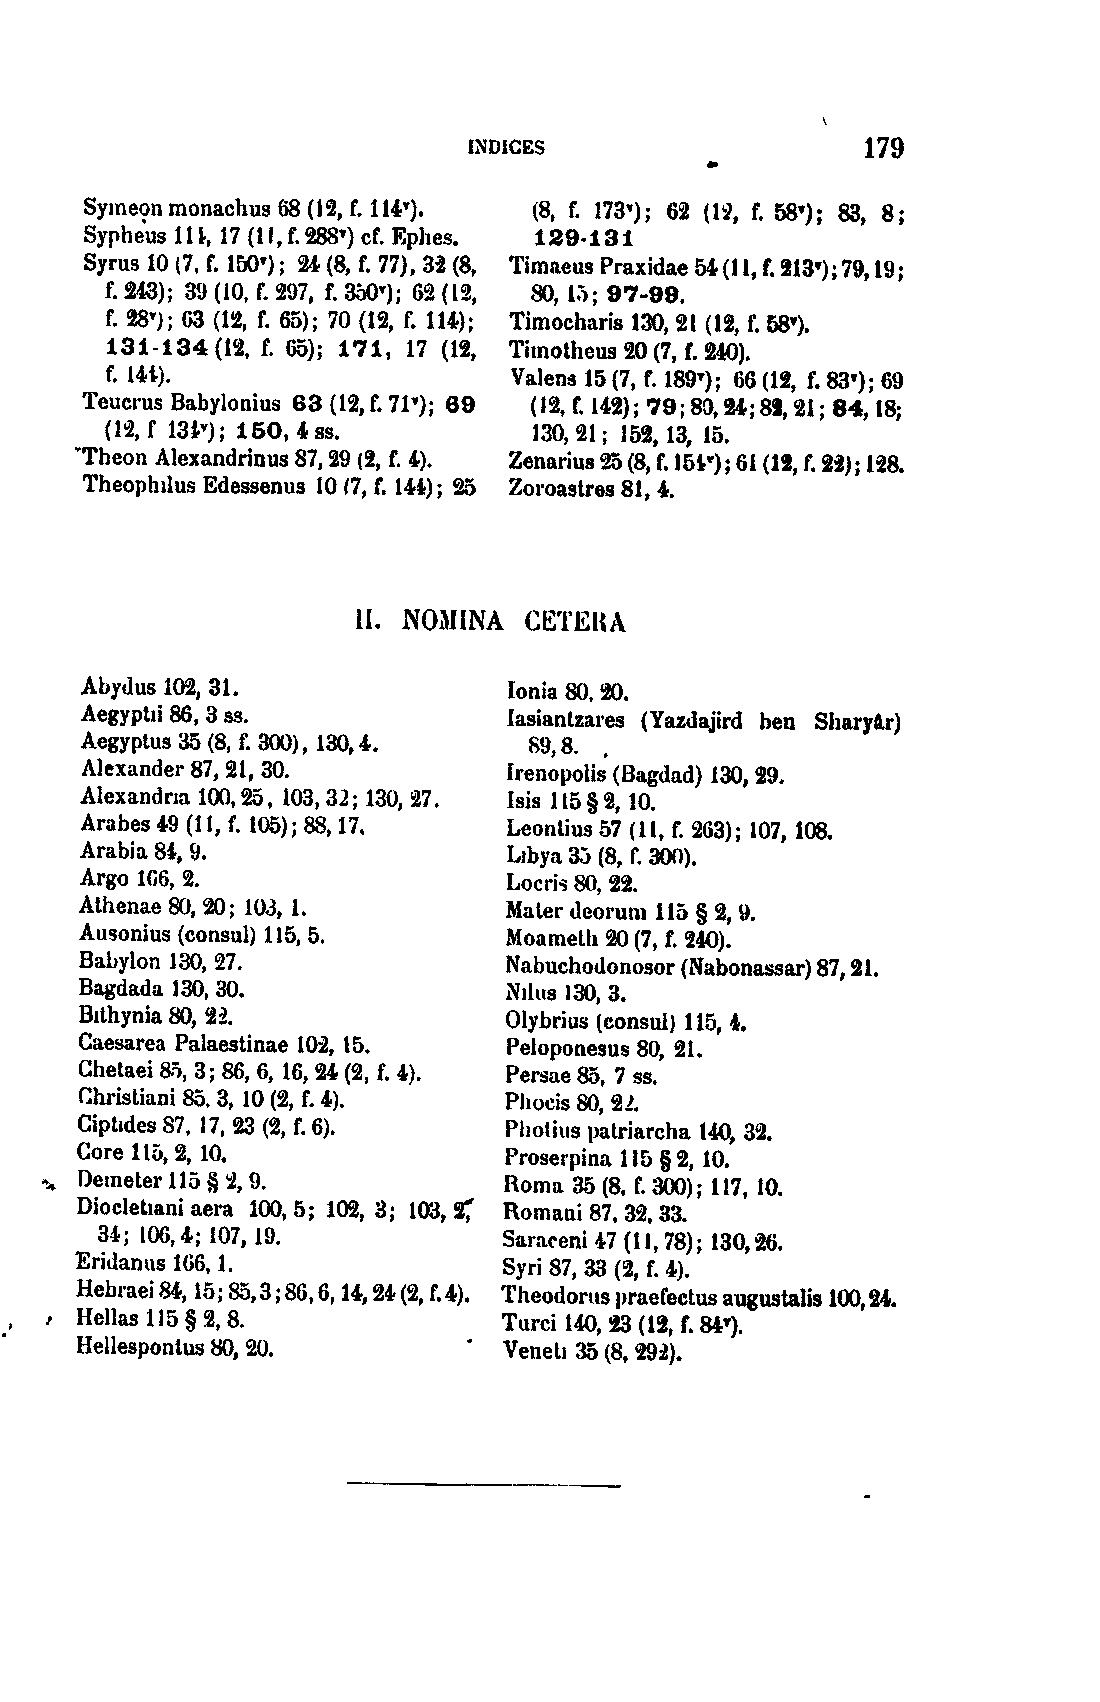 INDICES 179
Symeon monachus 68 (12, f. 114ᵛ).
Sypheus 114, 17 (11, f. 288ᵛ) cf. Ephes.
Syrus 10 (7, f. 150ᵛ); 24 (8, f. 77), 32 (8,
f. 243); 39 (10, f. 297, f. 350ᵛ); 62 (12,
f. 28ᵛ); 63 (12, f. 65); 70 (12, f. 114);
131-134 (12, f. 65); 171, 17 (12,
f. 144).
Teucrus Babylonius 63 (12, f. 71ᵛ); 69
(12, f 134ᵛ); 150, 4 ss.
Theon Alexandrinus 87, 29 (2, f. 4).
Theophilus Edessenus 10 (7, f. 144); 25
(8, f. 173ᵛ); 62 (12, f. 58ᵛ); 83, 8;
129-131
Timaeus Praxidae 54 (11, f. 213ᵛ); 79, 19;
80, 15; 97-99.
Timocharis 130, 21 (12, f. 58ᵛ).
Timotheus 20 (7, f. 240).
Valens 15 (7, f. 189ᵛ); 66 (12, f. 83ᵛ); 69
(12, f. 142); 79; 80, 24; 82, 21; 84, 18;
130, 21; 152, 13, 15.
Zenarius 25 (8, f. 154ᵛ); 61 (12, f. 22); 128.
Zoroastres 81, 4.
II. NOMINA CETERA
Abydus 102, 31.
Aegyptii 86, 3 ss.
Aegyptus 35 (8, f. 300), 130, 4.
Alexander 87, 21, 30.
Alexandria 100, 25, 103, 32; 130, 27.
Arabes 49 (11, f. 105); 88, 17.
Arabia 84, 9.
Argo 166, 2.
Athenae 80, 20; 103, 1.
Ausonius (consul) 115, 5.
Babylon 130, 27.
Bagdada 130, 30.
Bithynia 80, 22.
Caesarea Palaestinae 102, 15.
Chetaei 85, 3; 86, 6, 16, 24 (2, f. 4).
Christiani 85. 3, 10 (2, f. 4).
Ciptides 87, 17, 23 (2, f. 6).
Core 115, 2, 10.
Demeter 115 § 2, 9.
Diocletiani aera 100, 5; 102, 3; 103, 2,
34; 106, 4; 107, 19.
Eridanus 166, 1.
Hebraei 84, 15; 85, 3; 86, 6, 14, 24 (2, f. 4).
Hellas 115 § 2, 8.
Hellespontus 80, 20.
Ionia 80, 20.
Iasiantzares (Yazdajird ben Sharyâr)
89, 8.
Irenopolis (Bagdad) 130, 29.
Isis 115 § 2, 10.
Leontius 57 (11, f. 263); 107, 108.
Libya 35 (8, f. 300).
Locris 80, 22.
Mater deorum 115 § 2, 9.
Moameth 20 (7, f. 240).
Nabuchodonosor (Nabonassar) 87, 21.
Nilus 130, 3.
Olybrius (consul) 115, 4.
Peloponesus 80, 21.
Persae 85, 7 ss.
Phocis 80, 22.
Photius patriarcha 140, 32.
Proserpina 115 § 2, 10.
Roma 35 (8, f. 300); 117, 10.
Romani 87, 32, 33.
Saraceni 47 (11, 78); 130, 26.
Syri 87, 33 (2, f. 4).
Theodorus praefectus augustalis 100, 24.
Turci 140, 23 (12, f. 84ᵛ).
Veneti 35 (8, 292).